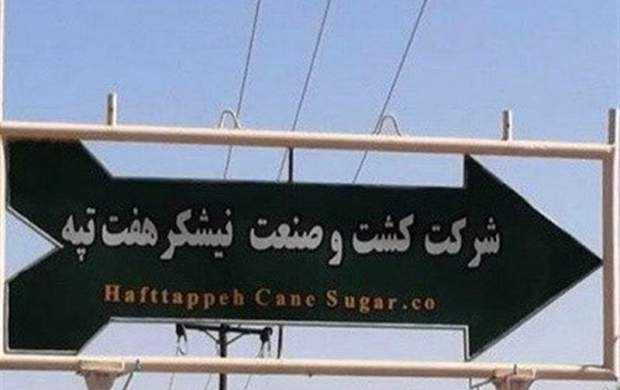 شرکت کشت و صنعت نیشکر هفت تپه
Hafttappeh Cane Sugar.co